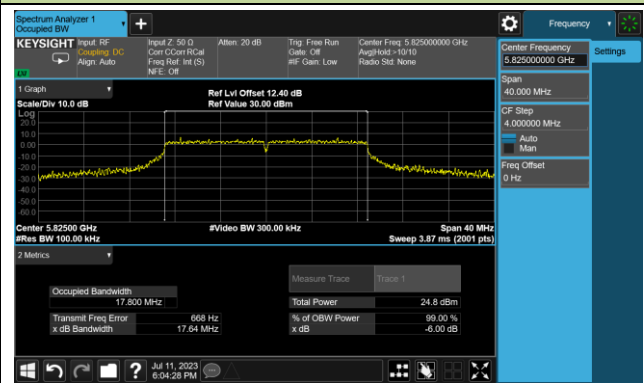 Spectrum Analyzer 1
Occupied BW
+
Frequency
KEYSIGHT
Input: RF
Coupling: DC
Align: Auto
Input Z: 50 Ω
Corr CCorr RCal
Freq Ref: Int (S)
NFE: Off
Atten: 20 dB
Trig: Free Run
Gate: Off
#IF Gain: Low
Center Freq: 5.825000000 GHz
Avg|Hold:>10/10
Radio Std: None
Center Frequency
5.825000000 GHz
Settings
Span
40.000 MHz
CF Step
4.000000 MHz
Auto
Man
Freq Offset
0 Hz
1 Graph
Scale/Div 10.0 dB
Ref Lvl Offset 12.40 dB
Ref Value 30.00 dBm
Log
20.0
10.0
0.00
-10.0
-20.0
-30.0
-40.0
-50.0
-60.0
Center 5.82500 GHz
#Res BW 100.00 kHz
#Video BW 300.00 kHz
Span 40 MHz
Sweep 3.87 ms (2001 pts)
2 Metrics
Measure Trace
Trace 1
Occupied Bandwidth
17.800 MHz
Total Power
24.8 dBm
Transmit Freq Error
668 Hz
% of OBW Power
99.00 %
x dB Bandwidth
17.64 MHz
x dB
-6.00 dB
?
Jul 11, 2023
6:04:28 PM